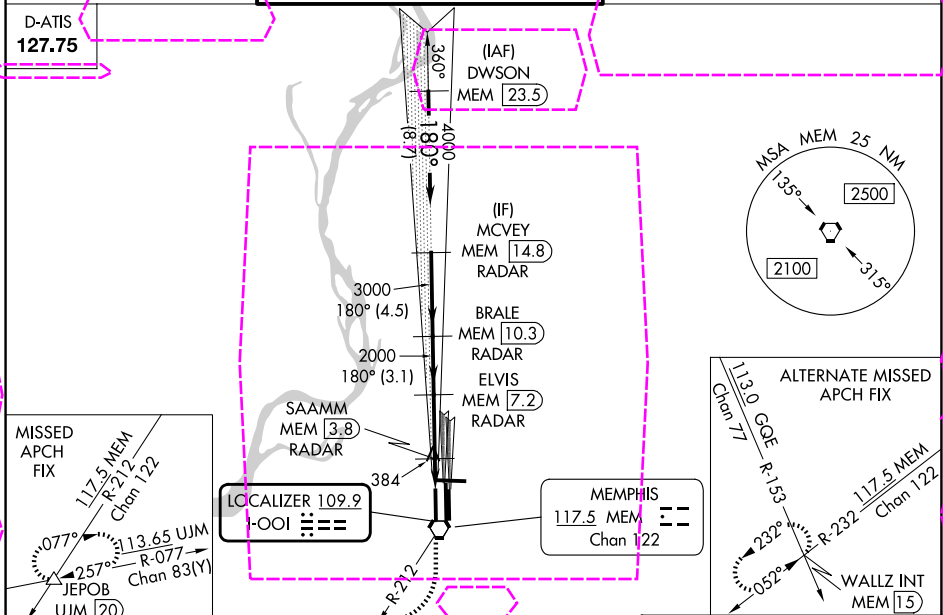 D-ATIS
127.75
360°
(IAF)
DWSON
MEM 23.5
4000
180°
(8.7)
MSA MEM 25 NM
135°
2500
2100
315°
(IF)
MCVEY
MEM 14.8
RADAR
3000
180° (4.5)
BRALE
MEM 10.3
RADAR
2000
180° (3.1)
ELVIS
MEM 7.2
RADAR
SAAMM
MEM 3.8
RADAR
384
LOCALIZER 109.9
I-OOI
MEMPHIS
117.5 MEM
Chan 122
R-212
MISSED
APCH
FIX
117.5 MEM
R-212
Chan 122
077°
113.65 UJM
R-077
Chan 83(Y)
257°
JEPOB
UJM 20
ALTERNATE MISSED
APCH FIX
113.0 GQE
Chan 77
R-153
117.5 MEM
Chan 122
R-232
232°
052°
WALLZ INT
MEM 15